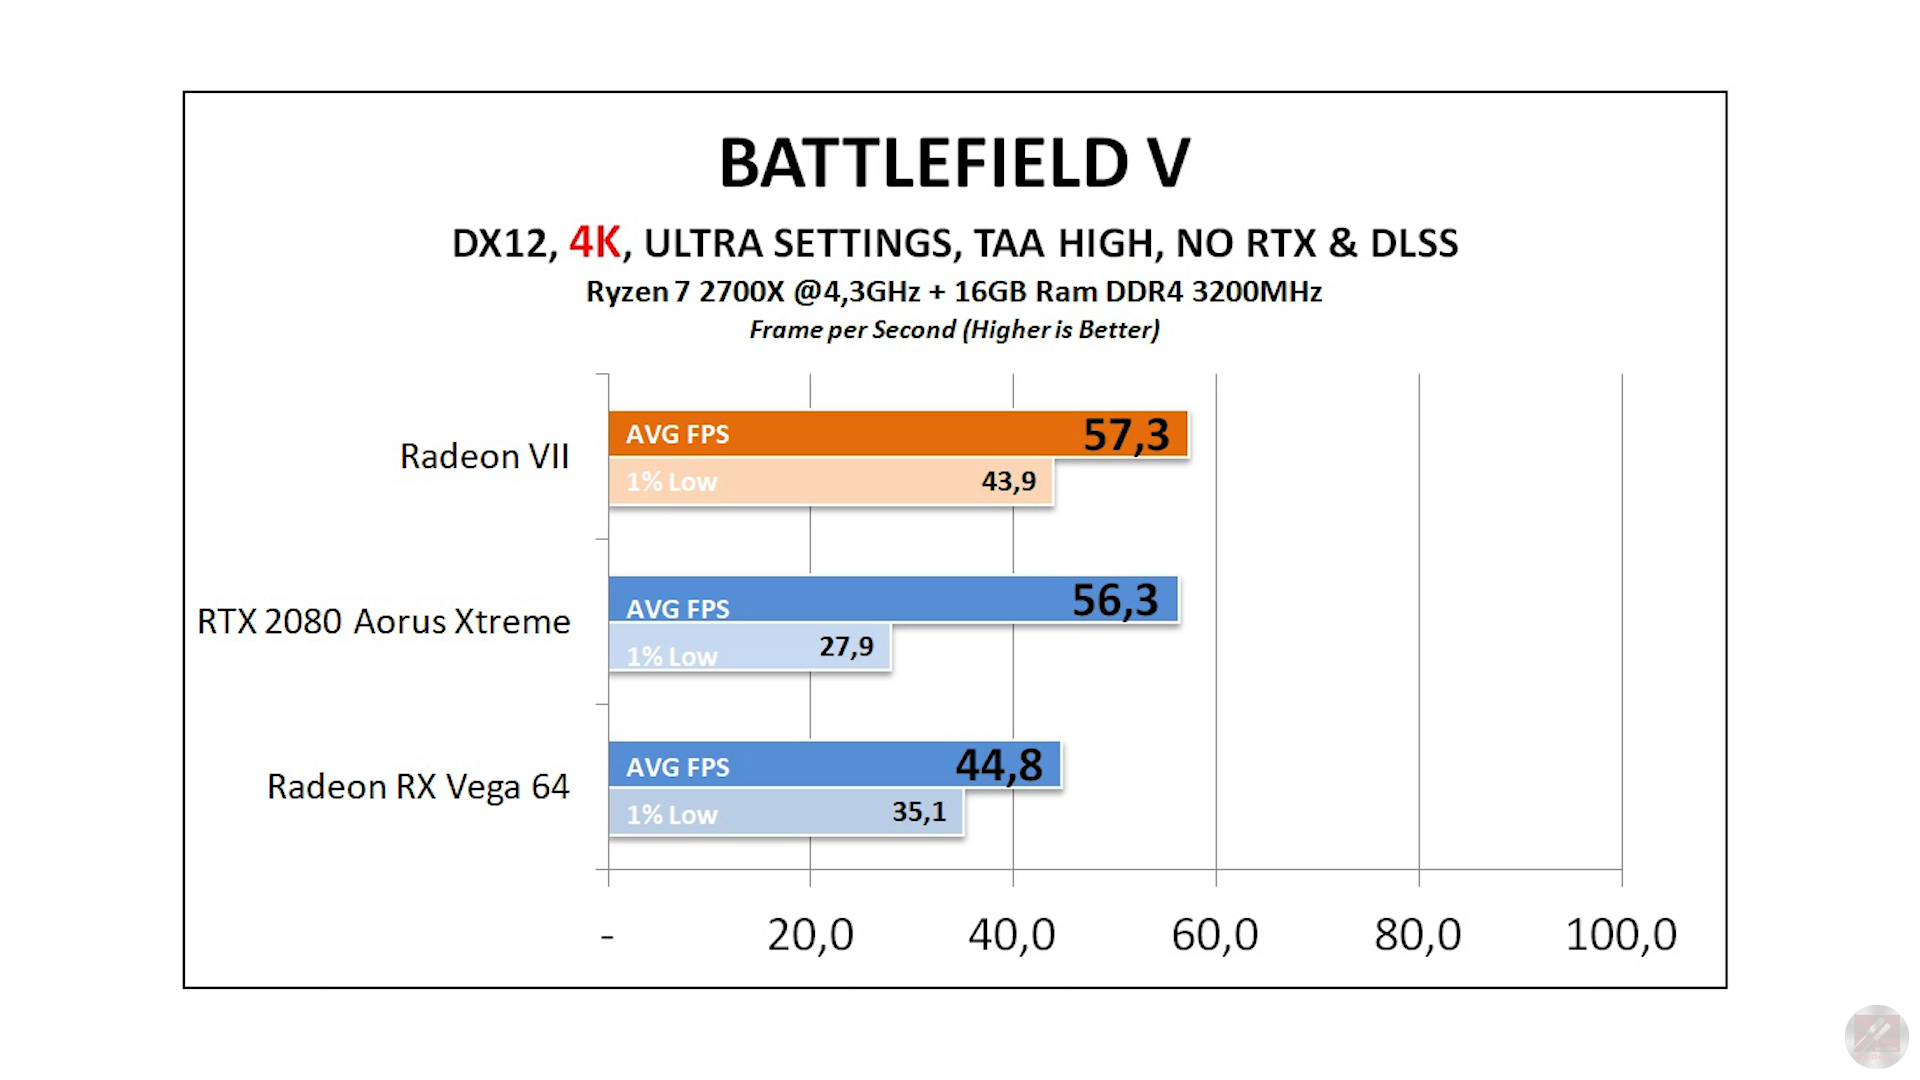 BATTLEFIELD V
DX12, 4K, ULTRA SETTINGS, TAA HIGH, NO RTX & DLSS
Ryzen 7 2700X @4,3GHz + 16GB Ram DDR4 3200MHz
Frame per Second (Higher is Better)
Radeon VII
AVG FPS 57,3
1% Low 43,9
RTX 2080 Aorus Xtreme
AVG FPS 56,3
1% Low 27,9
Radeon RX Vega 64
AVG FPS 44,8
1% Low 35,1
- 20,0 40,0 60,0 80,0 100,0